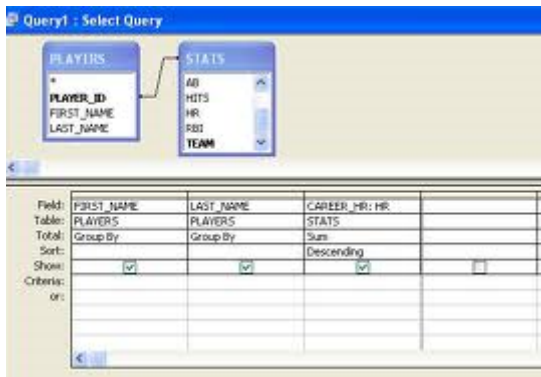 Query1 : Select Query
PLAYERS
*
PLAYER_ID
FIRST_NAME
LAST_NAME
STATS
AB
HITS
HR
RBI
TEAM
Field: FIRST_NAME LAST_NAME CAREER_HR: HR
Table: PLAYERS PLAYERS STATS
Total: Group By Group By Sum
Sort: Descending
Show:
Criteria:
or: